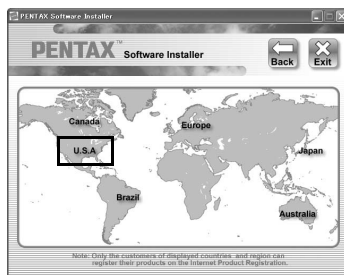 PENTAX Software Installer
PENTAX™ Software Installer
Back Exit
Canada
Europe
U.S.A
Japan
Brazil
Australia
Note: Only the customers of displayed countries and region can
register their products on the Internet Product Registration.